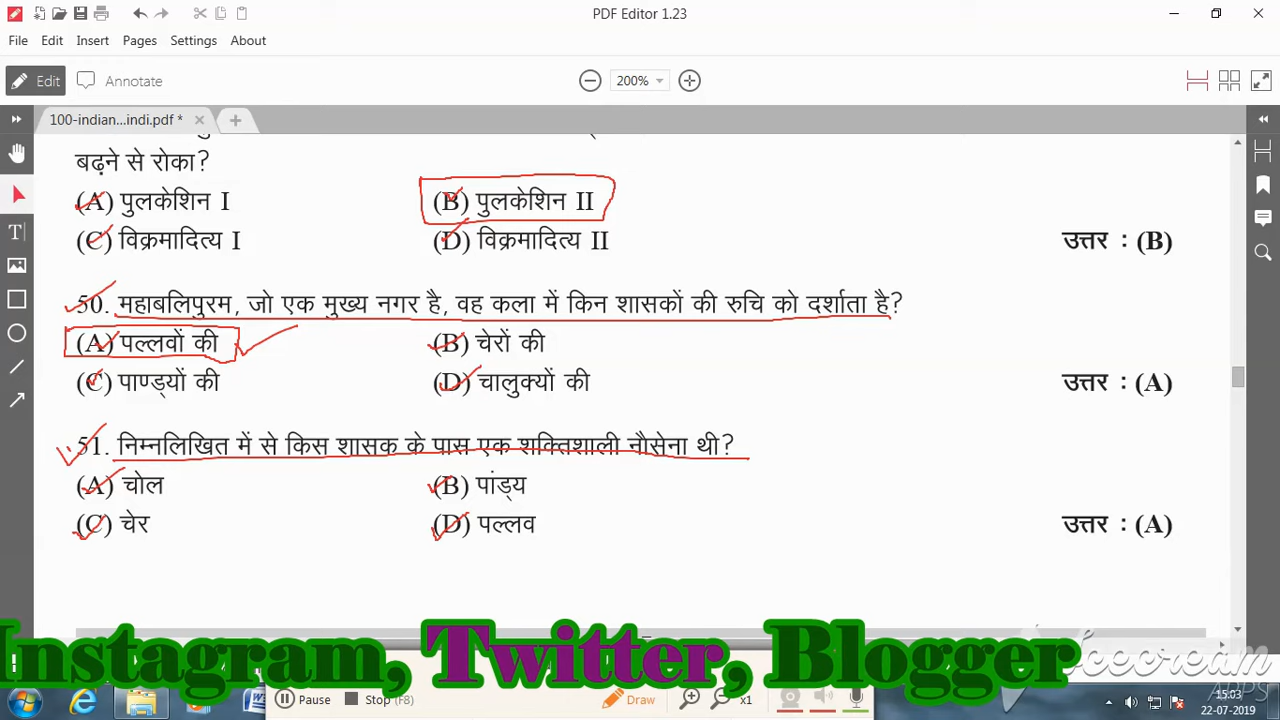 PDF Editor 1.23
File Edit Insert Pages Settings About
Edit Annotate 200%
100-indian...indi.pdf *
बढ़ने से रोका?
(A) पुलकेशिन I (B) पुलकेशिन II
(C) विक्रमादित्य I (D) विक्रमादित्य II उत्तर : (B)
50. महाबलिपुरम, जो एक मुख्य नगर है, वह कला में किन शासकों की रुचि को दर्शाता है?
(A) पल्लवों की (B) चेरों की
(C) पाण्ड्यों की (D) चालुक्यों की उत्तर : (A)
51. निम्नलिखित में से किस शासक के पास एक शक्तिशाली नौसेना थी?
(A) चोल (B) पांड्य
(C) चेर (D) पल्लव उत्तर : (A)
Instagram, Twitter, Blogger
Icecream
APPS
Pause Stop (F8) Draw x1
15:03
22-07-2019